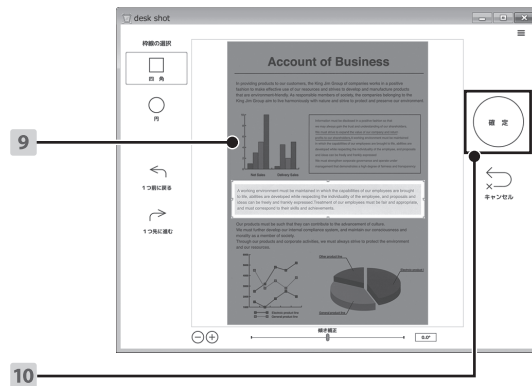 desk shot
枠線の選択
四 角
円
1つ前に戻る
1つ先に進む
Account of Business
In providing products to our customers, the King Jim Group of companies works in a positive
fashion to make effective use of our resources and strives to develop and manufacture products
that are environment-friendly. As responsible members of society, the companies belonging to the
King Jim Group aim to live harmoniously with nature and strive to protect and preserve our environment.
Net Sales
Delivery Sales
A working environment must be maintained in which the capabilities of our employees are brought
to life, abilities are developed while respecting the individuality of the employee, and proposals and
ideas can be freely and frankly expressed. Treatment of our employees must be fair and appropriate,
and must correspond to their skills and achievements.
Our products must be such that they can contribute to the advancement of culture.
We must further develop our internal compliance system, and maintain our consciousness and
morality as a member of society.
Through our products and corporate activities, we must always strive to protect the environment
and our resources.
確 定
キャンセル
傾き補正
0.0°
9
10